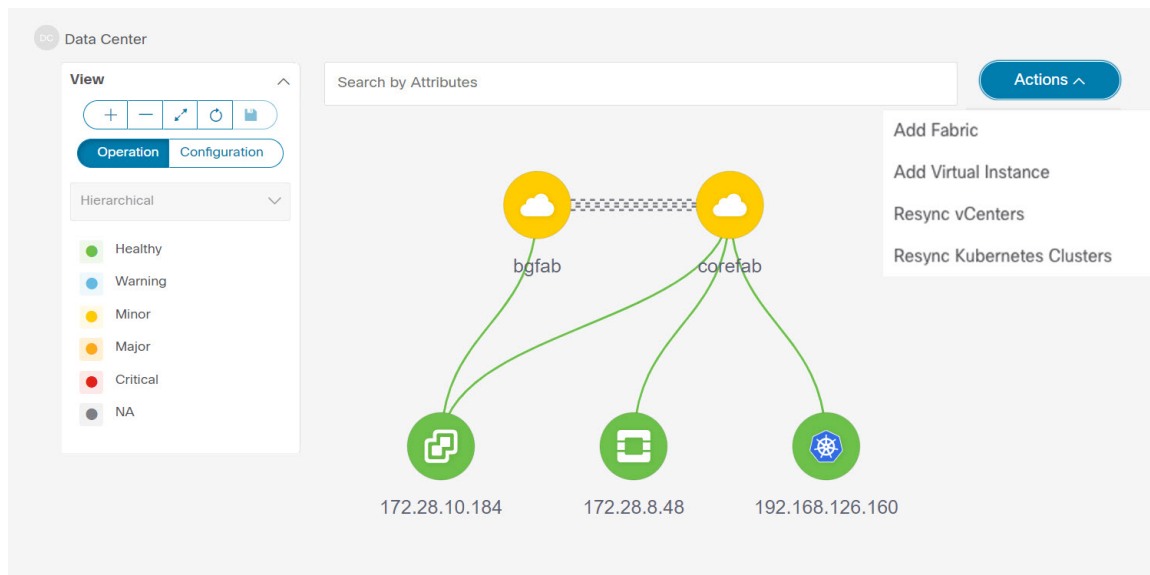 DC Data Center
View
Search by Attributes
Actions
Operation Configuration
Hierarchical
Healthy
Warning
Minor
Major
Critical
NA
Add Fabric
Add Virtual Instance
Resync vCenters
Resync Kubernetes Clusters
bgfab
corefab
172.28.10.184
172.28.8.48
192.168.126.160